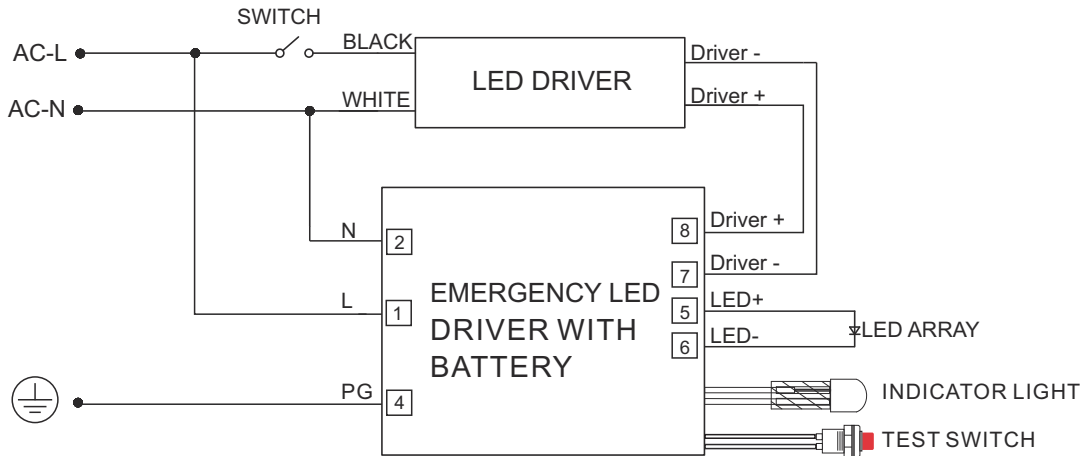 SWITCH
AC-L
BLACK
Driver -
LED DRIVER
AC-N
WHITE
Driver +
N
2
8
Driver +
7
Driver -
L
1
EMERGENCY LED
DRIVER WITH
BATTERY
5
LED+
6
LED-
LED ARRAY
PG
4
INDICATOR LIGHT
TEST SWITCH